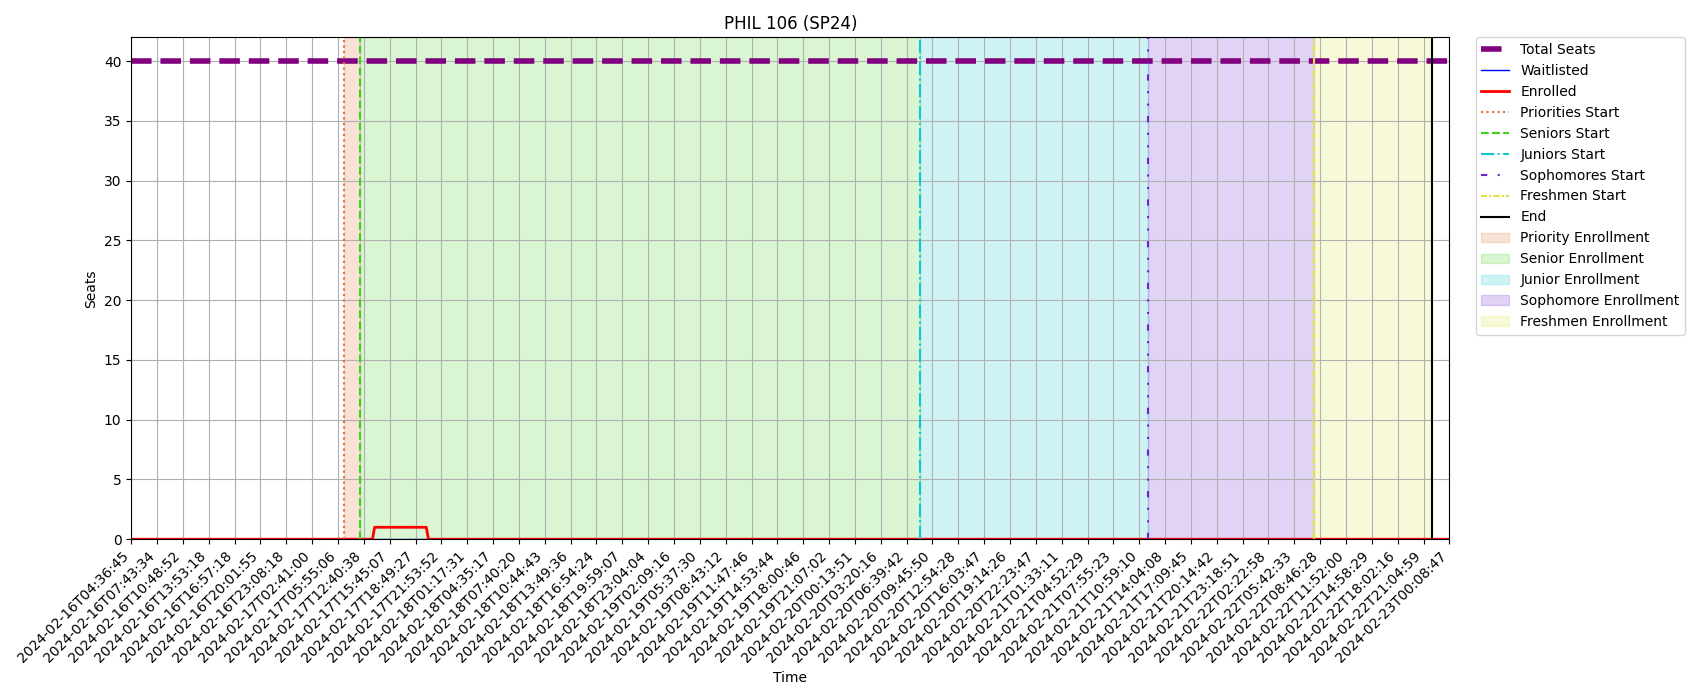 PHIL 106 (SP24)
40
35
30
25
20
15
10
5
0
Seats
2024-02-16T04:36:45
2024-02-16T07:43:34
2024-02-16T10:48:52
2024-02-16T13:53:18
2024-02-16T16:57:18
2024-02-16T20:01:55
2024-02-16T23:08:18
2024-02-17T02:41:00
2024-02-17T05:55:06
2024-02-17T12:40:38
2024-02-17T15:45:07
2024-02-17T18:49:27
2024-02-17T21:53:52
2024-02-18T01:17:31
2024-02-18T04:35:17
2024-02-18T07:40:20
2024-02-18T10:44:43
2024-02-18T13:49:36
2024-02-18T16:54:24
2024-02-18T19:59:07
2024-02-18T23:04:04
2024-02-19T02:09:16
2024-02-19T05:37:30
2024-02-19T08:43:12
2024-02-19T11:47:46
2024-02-19T14:53:44
2024-02-19T18:00:46
2024-02-19T21:07:02
2024-02-20T00:13:51
2024-02-20T03:20:16
2024-02-20T06:39:42
2024-02-20T09:45:50
2024-02-20T12:54:28
2024-02-20T16:03:47
2024-02-20T19:14:26
2024-02-20T22:23:47
2024-02-21T01:33:11
2024-02-21T04:52:29
2024-02-21T07:55:23
2024-02-21T10:59:10
2024-02-21T14:04:08
2024-02-21T17:09:45
2024-02-21T20:14:42
2024-02-21T23:18:51
2024-02-22T02:22:58
2024-02-22T05:42:33
2024-02-22T08:46:28
2024-02-22T11:52:00
2024-02-22T14:58:29
2024-02-22T18:02:16
2024-02-22T21:04:59
2024-02-23T00:08:47
Time
Total Seats
Waitlisted
Enrolled
Priorities Start
Seniors Start
Juniors Start
Sophomores Start
Freshmen Start
End
Priority Enrollment
Senior Enrollment
Junior Enrollment
Sophomore Enrollment
Freshmen Enrollment